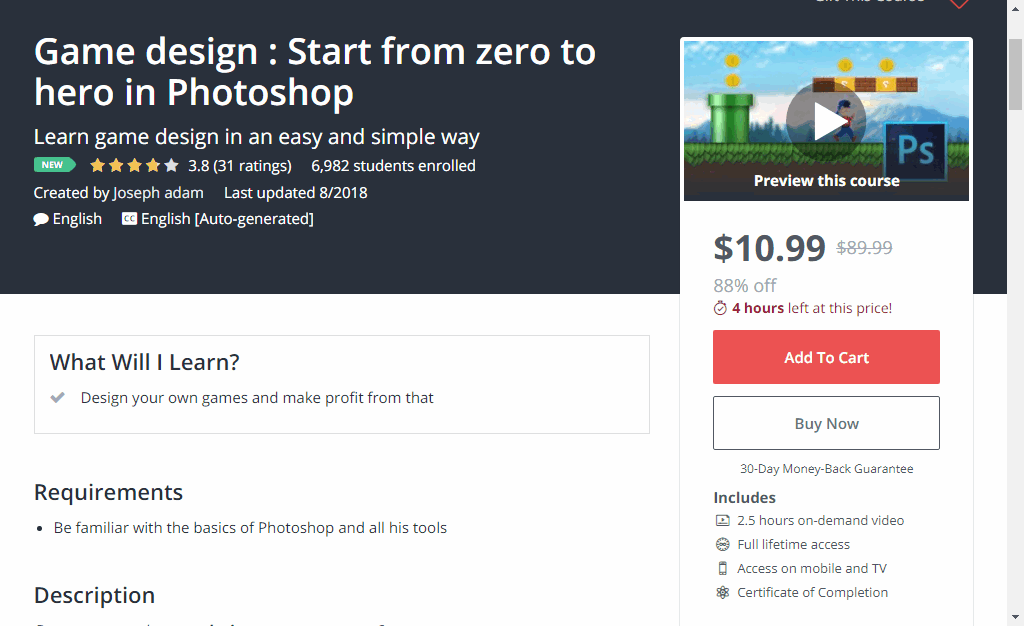 Gift This Course
Game design : Start from zero to
hero in Photoshop
Learn game design in an easy and simple way
NEW 3.8 (31 ratings) 6,982 students enrolled
Created by Joseph adam Last updated 8/2018
English CC English [Auto-generated]
Ps
Preview this course
$10.99 $89.99
88% off
4 hours left at this price!
Add To Cart
Buy Now
30-Day Money-Back Guarantee
Includes
2.5 hours on-demand video
Full lifetime access
Access on mobile and TV
Certificate of Completion
What Will I Learn?
Design your own games and make profit from that
Requirements
Be familiar with the basics of Photoshop and all his tools
Description